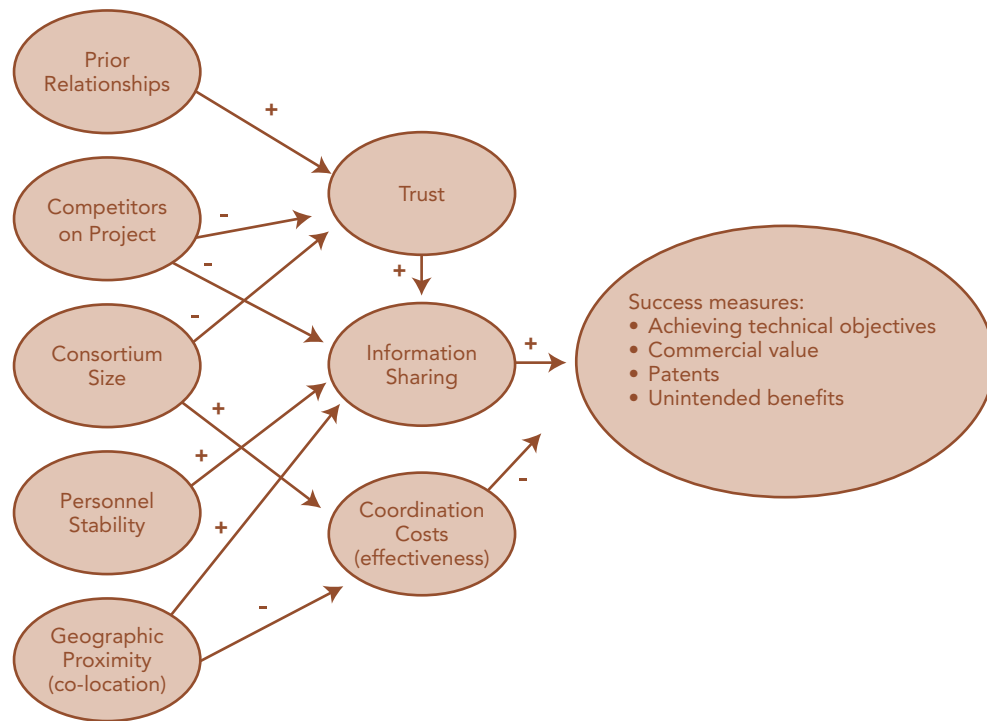 Prior
Relationships
+
Trust
Competitors
on Project
-
-
+
Success measures:
• Achieving technical objectives
• Commercial value
• Patents
• Unintended benefits
Consortium
Size
-
Information
Sharing
+
+
Personnel
Stability
+
Coordination
Costs
(effectiveness)
-
+
Geographic
Proximity
(co-location)
-